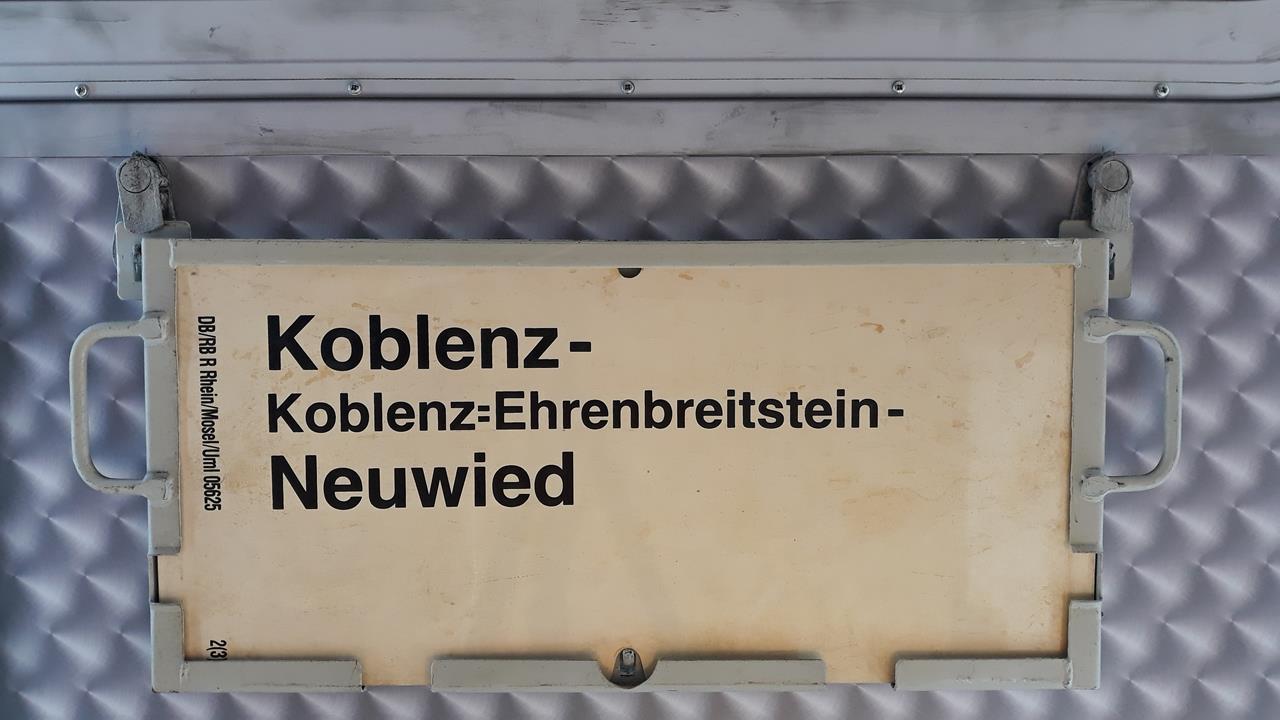 Koblenz-
Koblenz=Ehrenbreitstein-
Neuwied
DB/RB R Rhein/Mosel/Uml 05625
2(3)